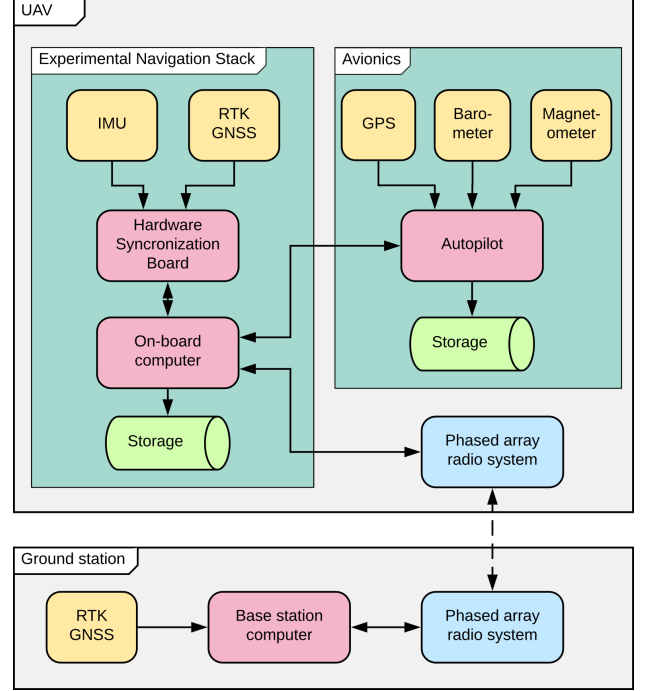 UAV
Experimental Navigation Stack
Avionics
IMU
RTK
GNSS
GPS
Baro-
meter
Magnet-
ometer
Hardware
Syncronization
Board
Autopilot
On-board
computer
Storage
Storage
Phased array
radio system
Ground station
RTK
GNSS
Base station
computer
Phased array
radio system